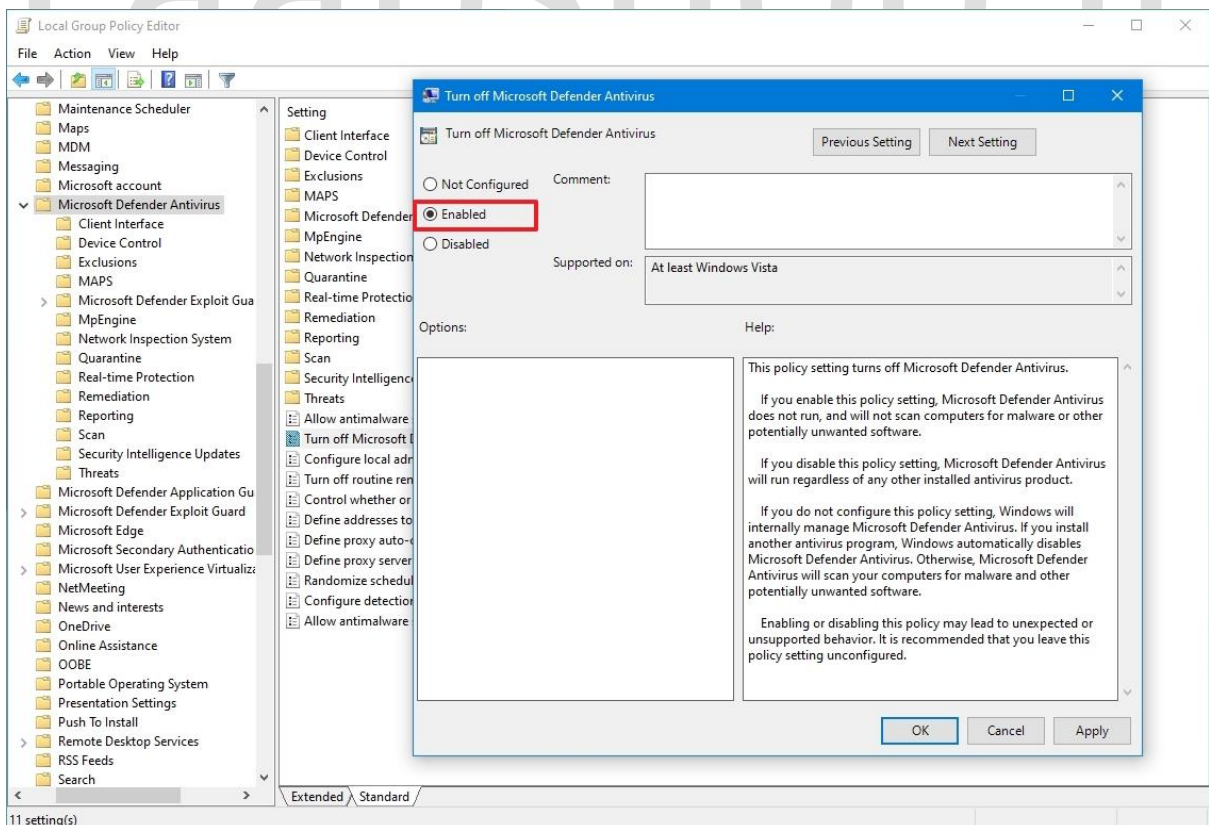 Local Group Policy Editor
File Action View Help
Maintenance Scheduler
Maps
MDM
Messaging
Microsoft account
Microsoft Defender Antivirus
Client Interface
Device Control
Exclusions
MAPS
Microsoft Defender Exploit Gua
MpEngine
Network Inspection System
Quarantine
Real-time Protection
Remediation
Reporting
Scan
Security Intelligence Updates
Threats
Microsoft Defender Application Gu
Microsoft Defender Exploit Guard
Microsoft Edge
Microsoft Secondary Authenticatio
Microsoft User Experience Virtualiza
NetMeeting
News and interests
OneDrive
Online Assistance
OOBE
Portable Operating System
Presentation Settings
Push To Install
Remote Desktop Services
RSS Feeds
Search
Setting
Client Interface
Device Control
Exclusions
MAPS
Microsoft Defender
MpEngine
Network Inspection
Quarantine
Real-time Protectio
Remediation
Reporting
Scan
Security Intelligence
Threats
Allow antimalware
Turn off Microsoft D
Configure local adm
Turn off routine rem
Control whether or
Define addresses to
Define proxy auto-c
Define proxy server
Randomize schedul
Configure detection
Allow antimalware
Extended Standard
11 setting(s)
Turn off Microsoft Defender Antivirus
Turn off Microsoft Defender Antivirus
Previous Setting Next Setting
Not Configured Comment:
Enabled
Disabled
Supported on: At least Windows Vista
Options: Help:
This policy setting turns off Microsoft Defender Antivirus.
If you enable this policy setting, Microsoft Defender Antivirus
does not run, and will not scan computers for malware or other
potentially unwanted software.
If you disable this policy setting, Microsoft Defender Antivirus
will run regardless of any other installed antivirus product.
If you do not configure this policy setting, Windows will
internally manage Microsoft Defender Antivirus. If you install
another antivirus program, Windows automatically disables
Microsoft Defender Antivirus. Otherwise, Microsoft Defender
Antivirus will scan your computers for malware and other
potentially unwanted software.
Enabling or disabling this policy may lead to unexpected or
unsupported behavior. It is recommended that you leave this
policy setting unconfigured.
OK Cancel Apply